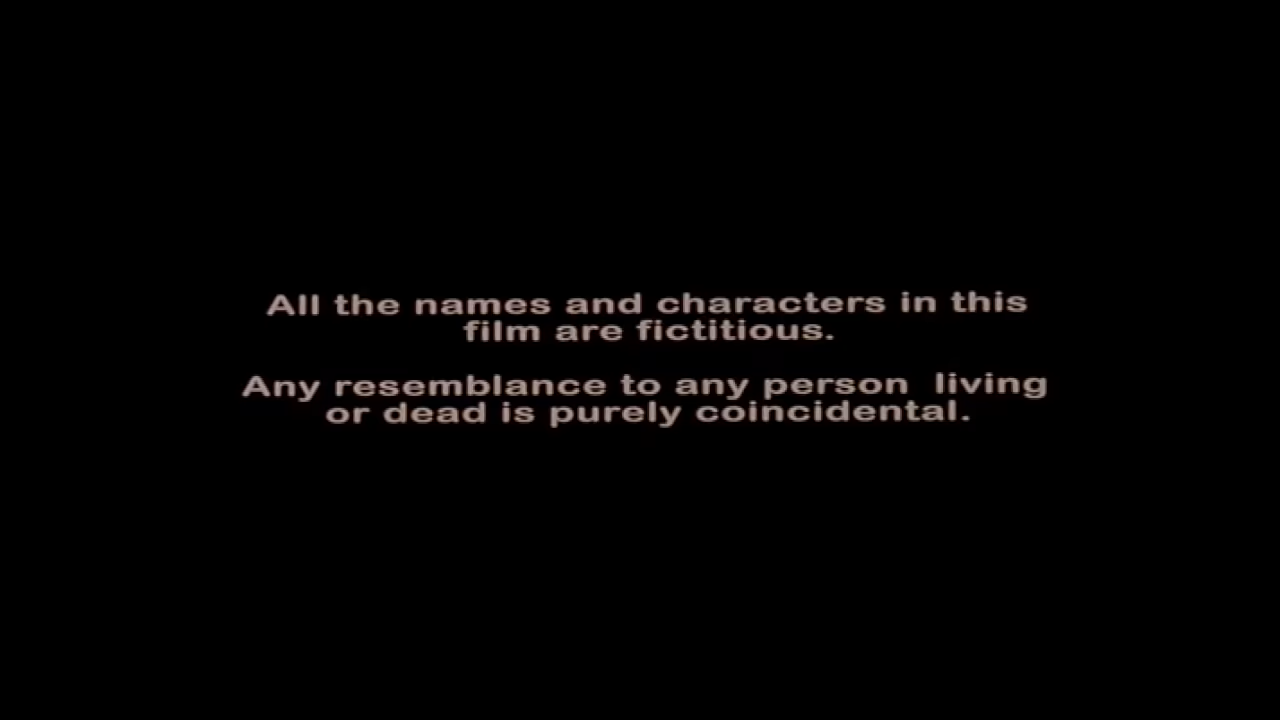 All the names and characters in this
film are fictitious.
Any resemblance to any person  living
or dead is purely coincidental.